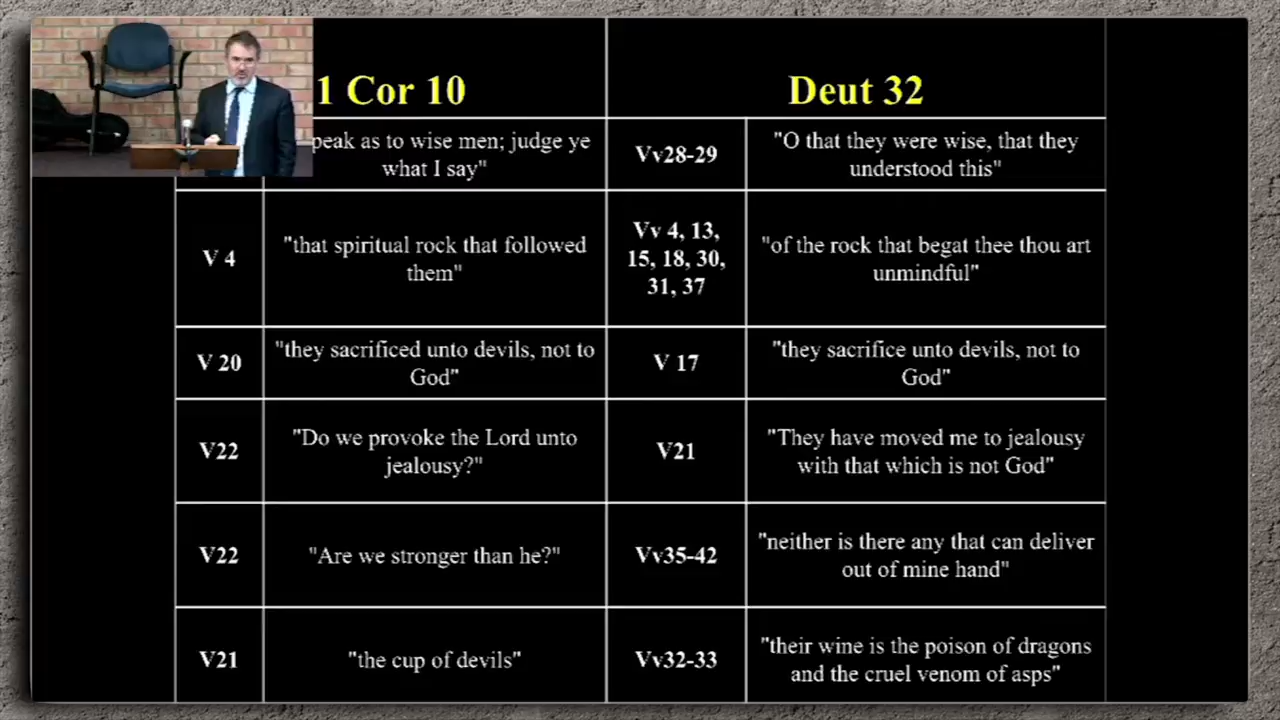 1 Cor 10
Deut 32
peak as to wise men; judge ye
what I say"
Vv28-29
"O that they were wise, that they
understood this"
V 4
"that spiritual rock that followed
them"
Vv 4, 13,
15, 18, 30,
31, 37
"of the rock that begat thee thou art
unmindful"
V 20
"they sacrificed unto devils, not to
God"
V 17
"they sacrifice unto devils, not to
God"
V22
"Do we provoke the Lord unto
jealousy?"
V21
"They have moved me to jealousy
with that which is not God"
V22
"Are we stronger than he?"
Vv35-42
"neither is there any that can deliver
out of mine hand"
V21
"the cup of devils"
Vv32-33
"their wine is the poison of dragons
and the cruel venom of asps"